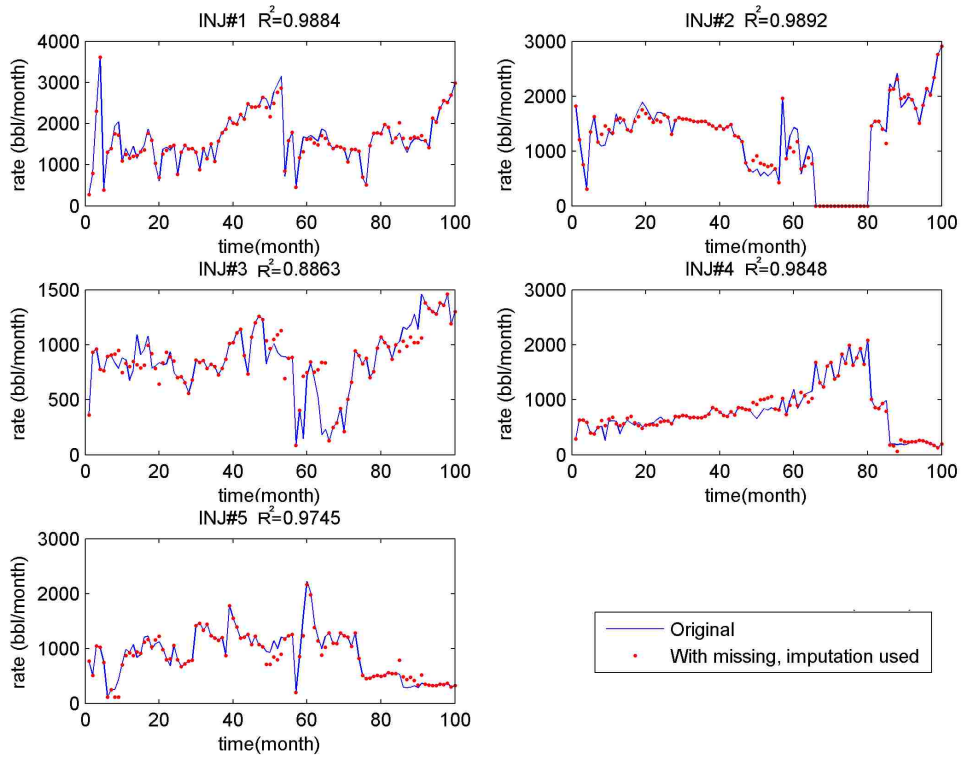 INJ#1 R²=0.9884
4000
3000
2000
1000
0
rate (bbl/month)
0 20 40 60 80 100
time(month)
INJ#2 R²=0.9892
3000
2000
1000
0
rate (bbl/month)
0 20 40 60 80 100
time(month)
INJ#3 R²=0.8863
1500
1000
500
0
rate (bbl/month)
0 20 40 60 80 100
time(month)
INJ#4 R²=0.9848
3000
2000
1000
0
rate (bbl/month)
0 20 40 60 80 100
time(month)
INJ#5 R²=0.9745
3000
2000
1000
0
rate (bbl/month)
0 20 40 60 80 100
time(month)
Original
With missing, imputation used